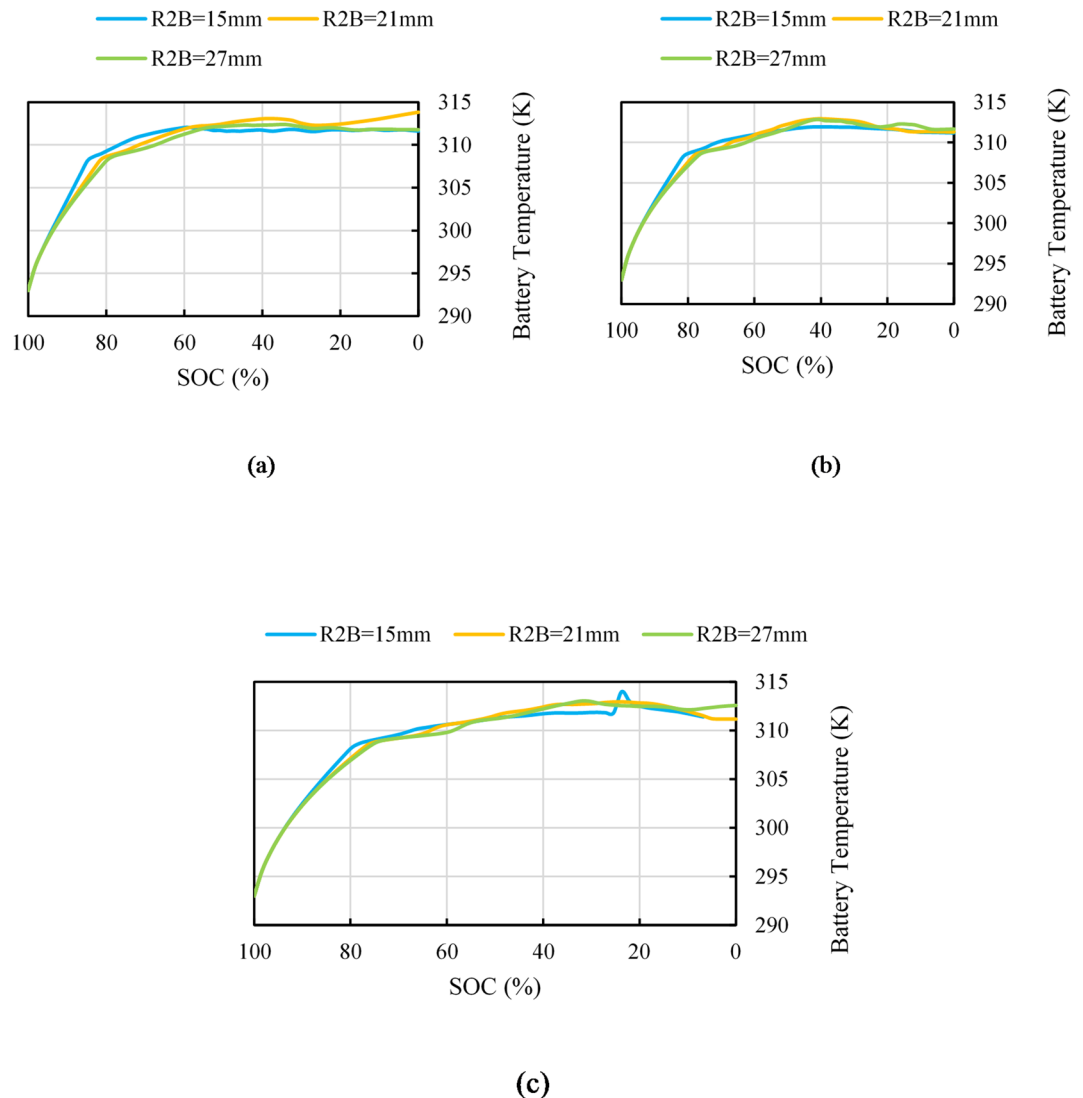 R2B=15mm R2B=21mm
R2B=27mm
315
310
305
300
295
290
Battery Temperature (K)
100 80 60 40 20 0
SOC (%)
(a)
R2B=15mm R2B=21mm
R2B=27mm
315
310
305
300
295
290
Battery Temperature (K)
100 80 60 40 20 0
SOC (%)
(b)
R2B=15mm R2B=21mm R2B=27mm
315
310
305
300
295
290
Battery Temperature (K)
100 80 60 40 20 0
SOC (%)
(c)